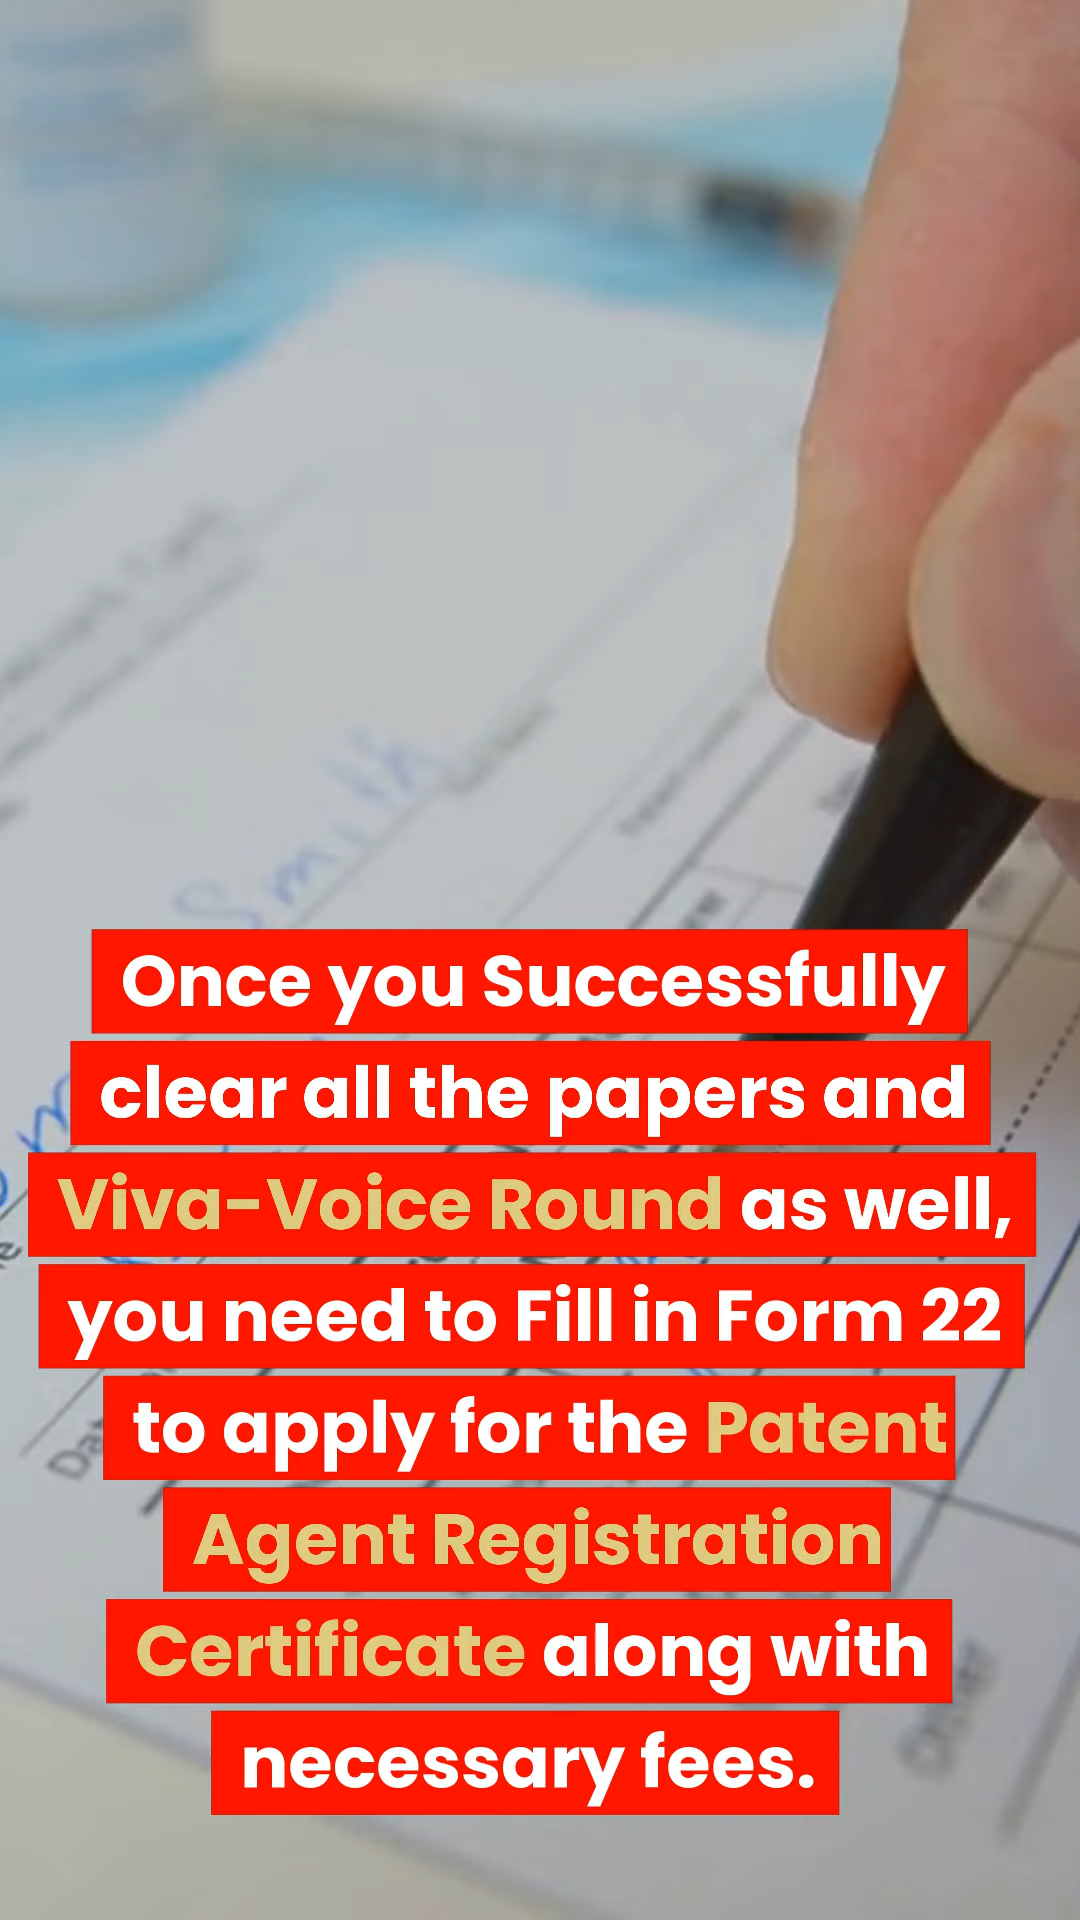 Smith
Once you Successfully
clear all the papers and
Viva-Voice Round as well,
you need to Fill in Form 22
to apply for the Patent
Agent Registration
Certificate along with
necessary fees.